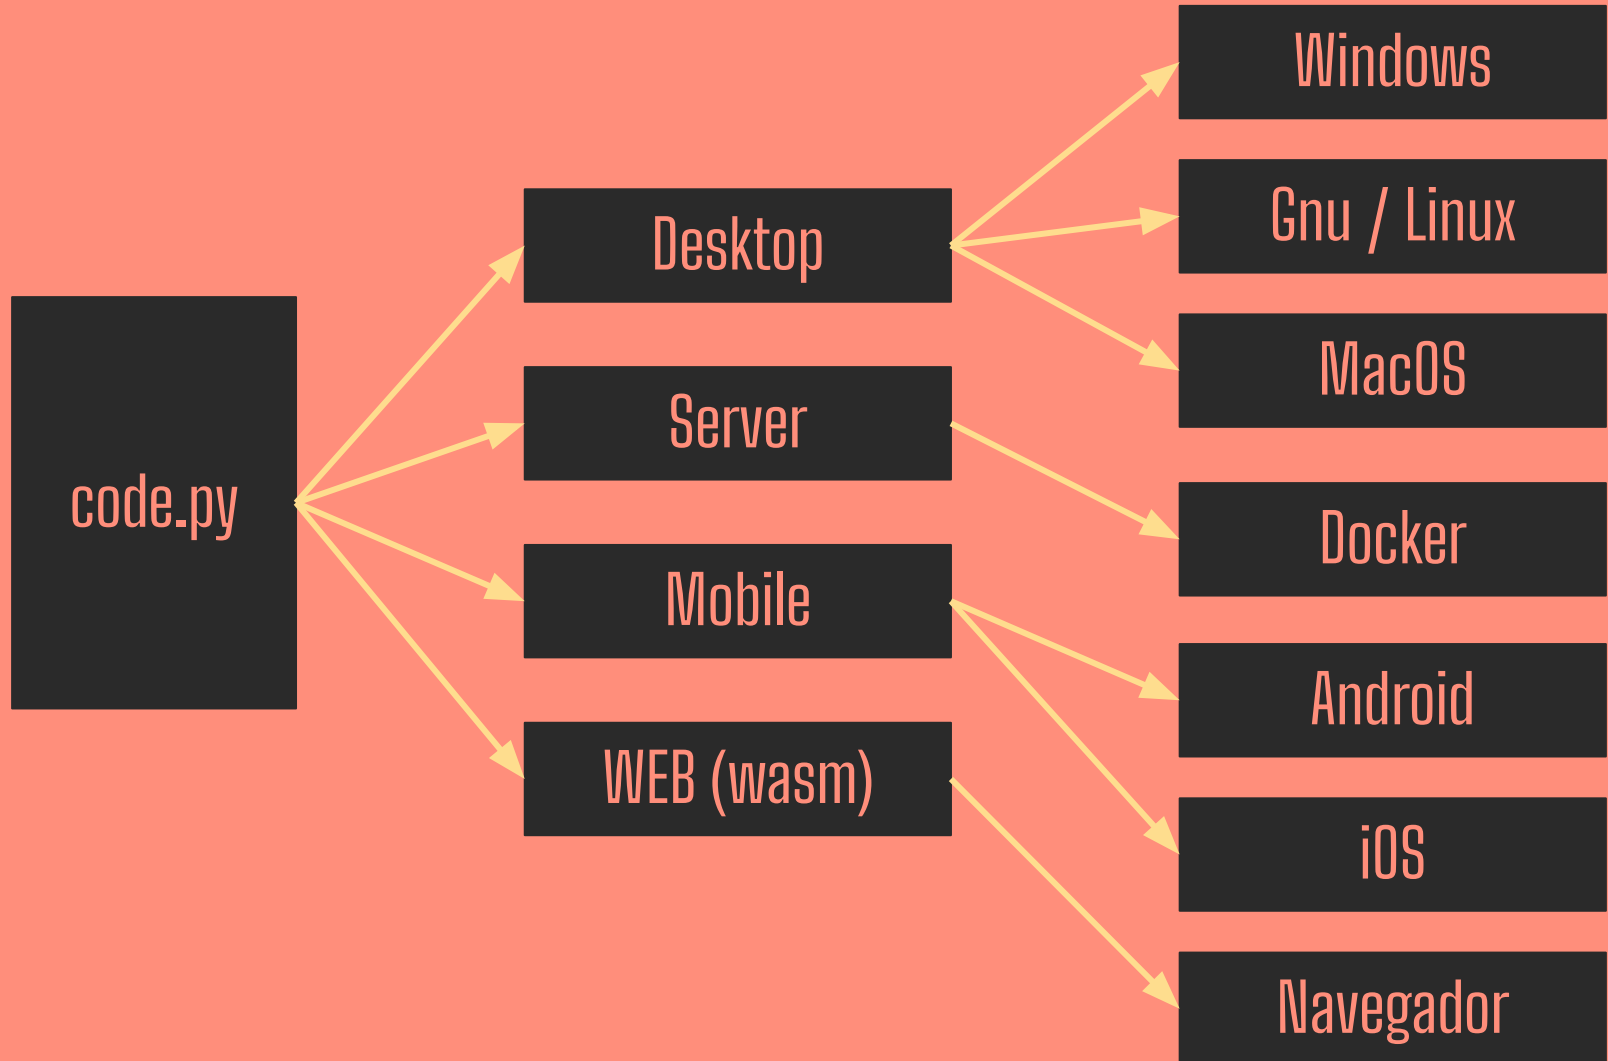 code.py
Desktop
Server
Mobile
WEB (wasm)
Windows
Gnu / Linux
MacOS
Docker
Android
iOS
Navegador